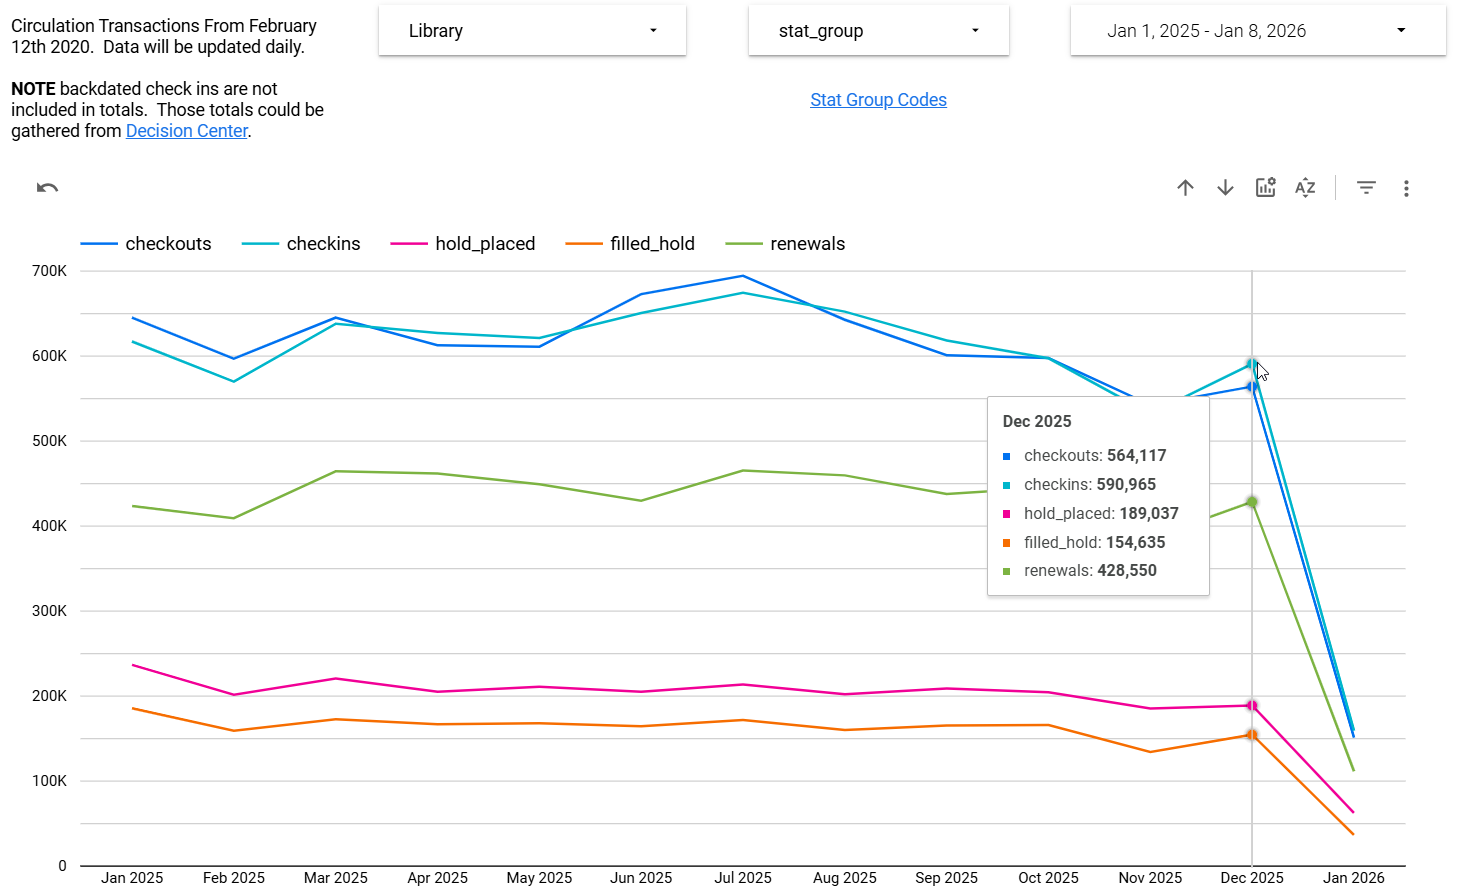 Circulation Transactions From February
12th 2020.  Data will be updated daily.
NOTE backdated check ins are not
included in totals.  Those totals could be
gathered from Decision Center.
Library
stat_group
Jan 1, 2025 - Jan 8, 2026
Stat Group Codes
AZ
checkouts
checkins
hold_placed
filled_hold
renewals
700K
600K
500K
400K
300K
200K
100K
0
Dec 2025
checkouts: 564,117
checkins: 590,965
hold_placed: 189,037
filled_hold: 154,635
renewals: 428,550
Jan 2025
Feb 2025
Mar 2025
Apr 2025
May 2025
Jun 2025
Jul 2025
Aug 2025
Sep 2025
Oct 2025
Nov 2025
Dec 2025
Jan 2026